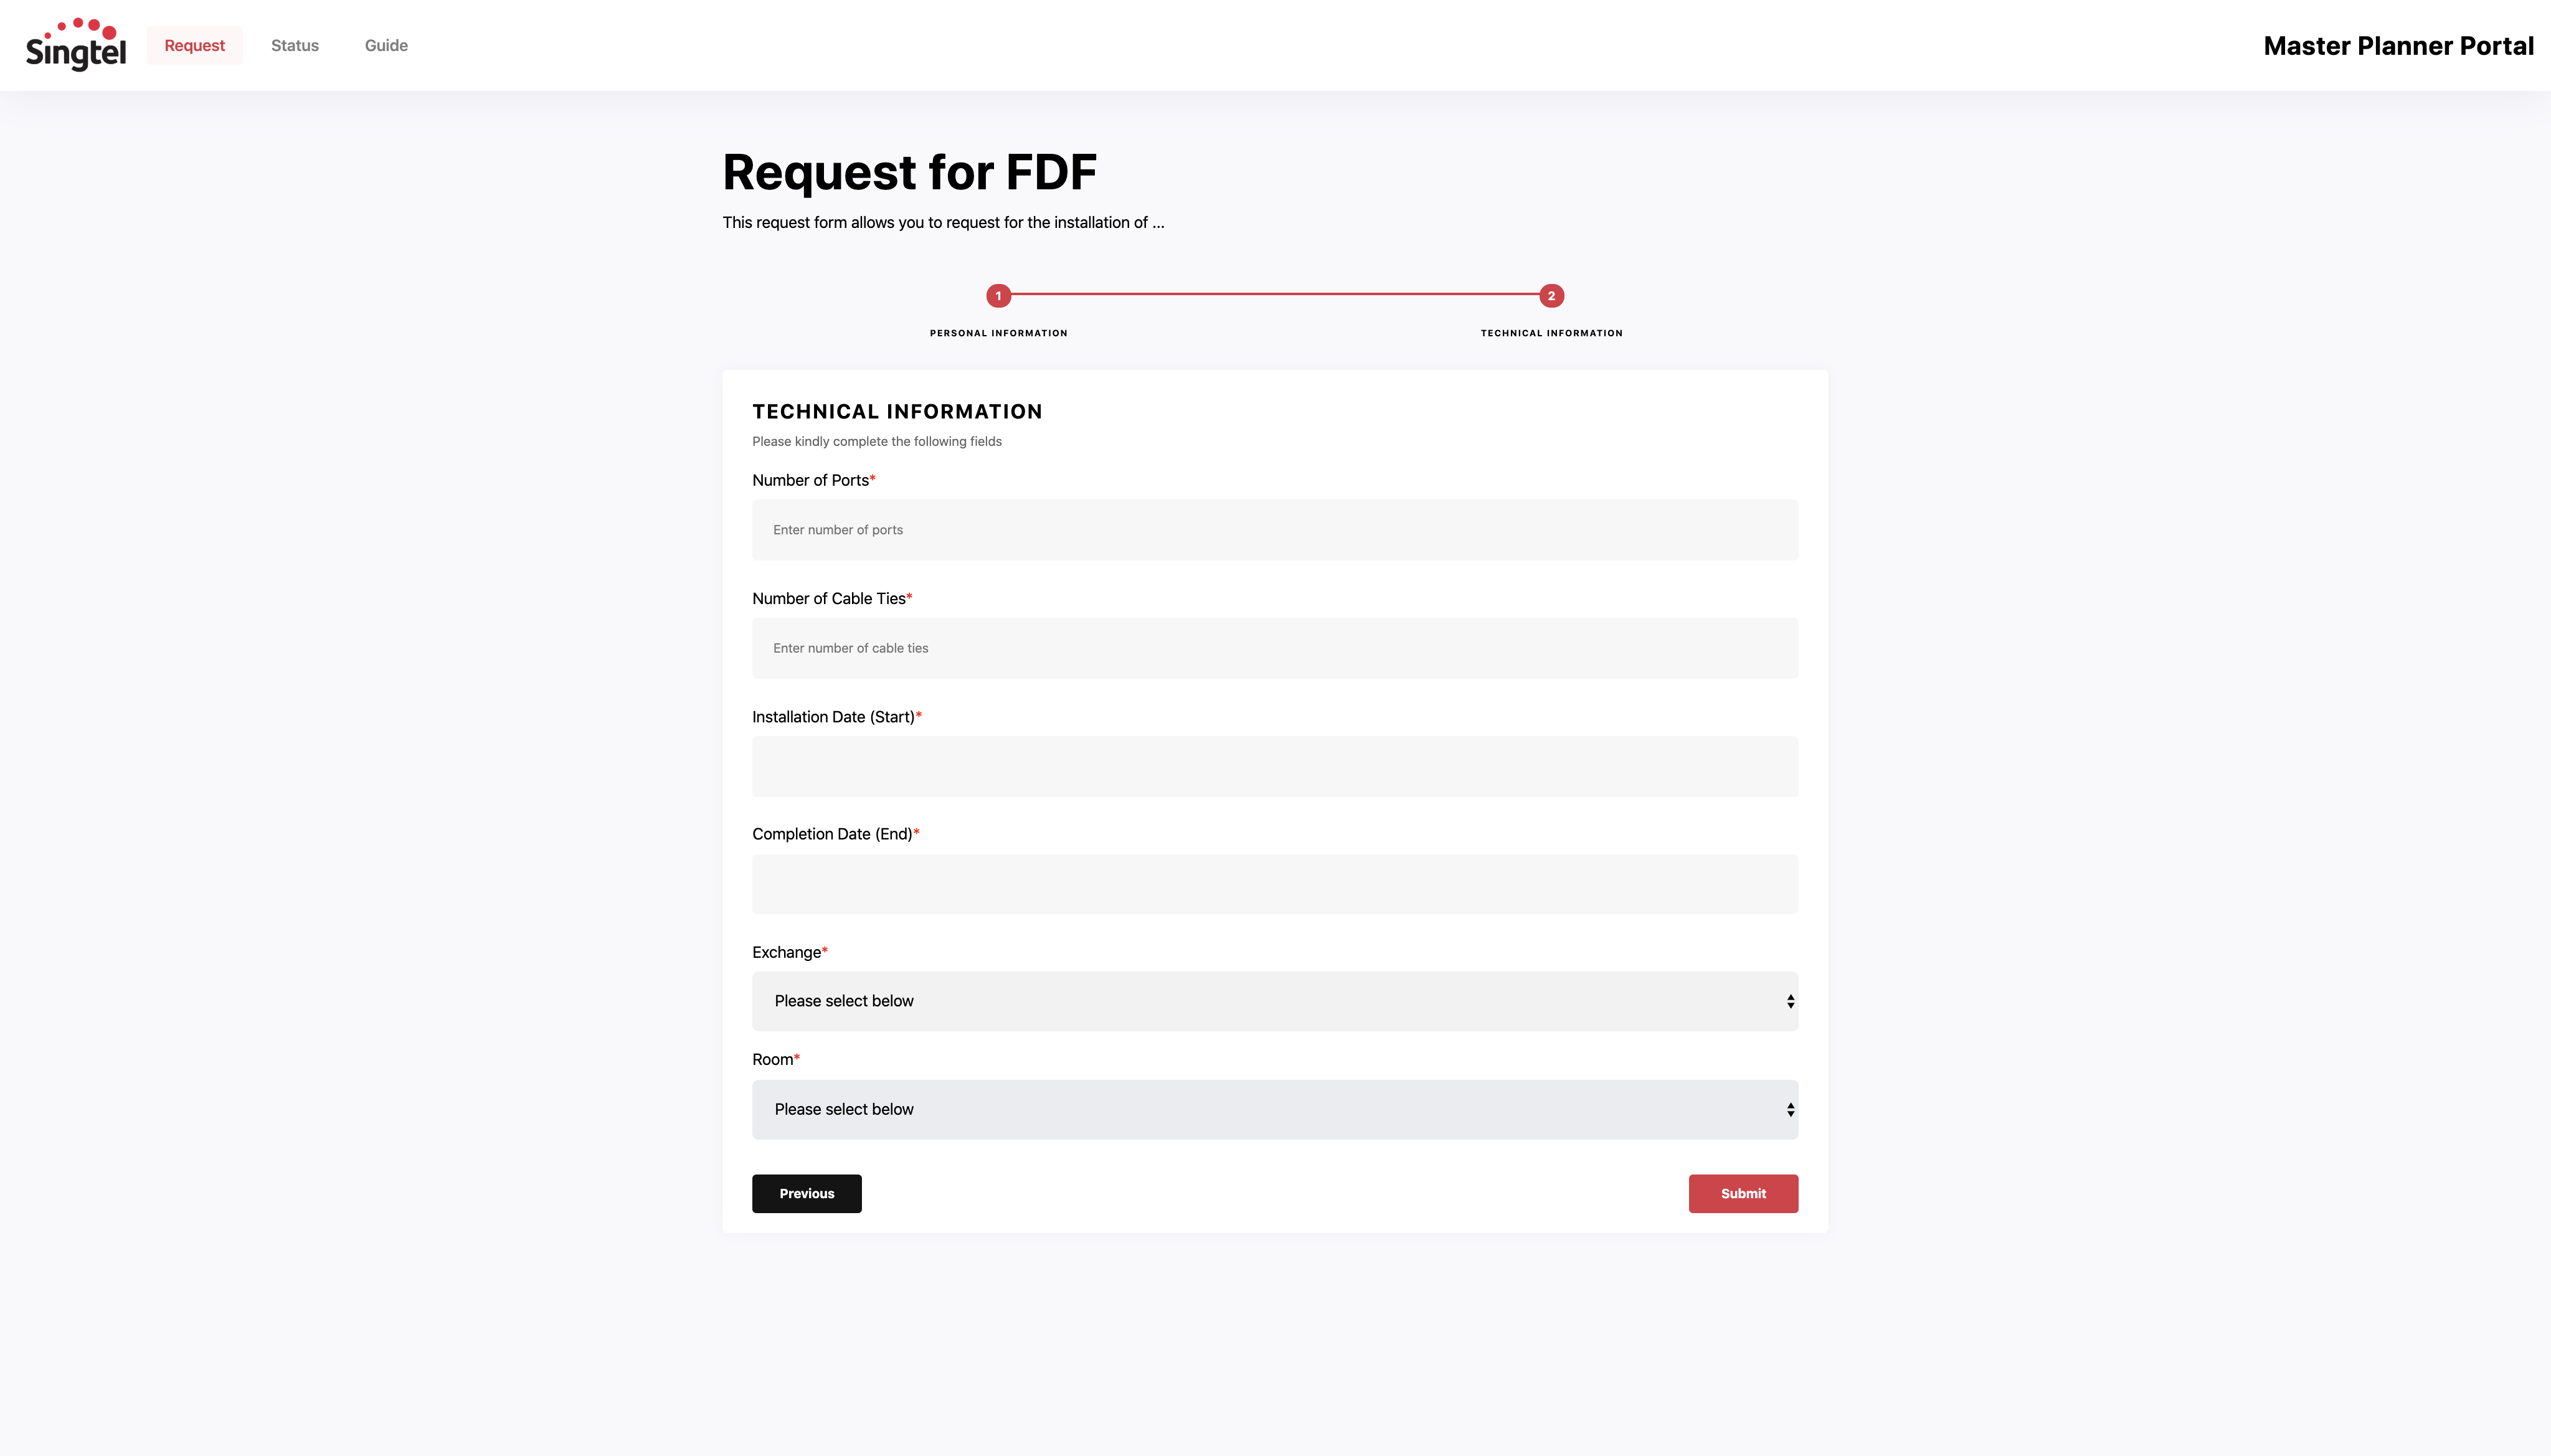 Singtel
Request
Status
Guide
Master Planner Portal
Request for FDF
This request form allows you to request for the installation of ...
1
2
PERSONAL INFORMATION
TECHNICAL INFORMATION
TECHNICAL INFORMATION
Please kindly complete the following fields
Number of Ports*
Enter number of ports
Number of Cable Ties*
Enter number of cable ties
Installation Date (Start)*
Completion Date (End)*
Exchange*
Please select below
Room*
Please select below
Previous
Submit